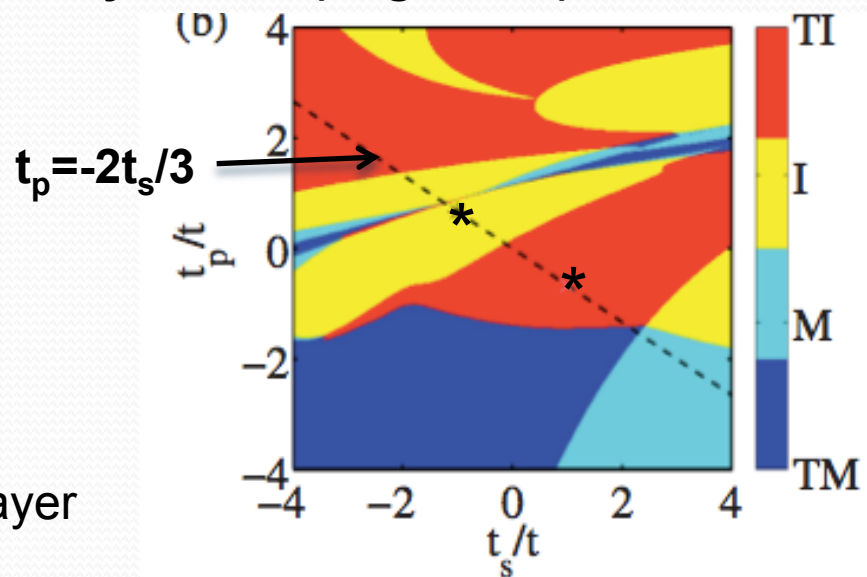 (b)
4
2
0
−2
−4
t_p/t
−4 −2 0 2 4
t_s/t
TI
I
M
TM
t_p=-2t_s/3
*
*
ayer